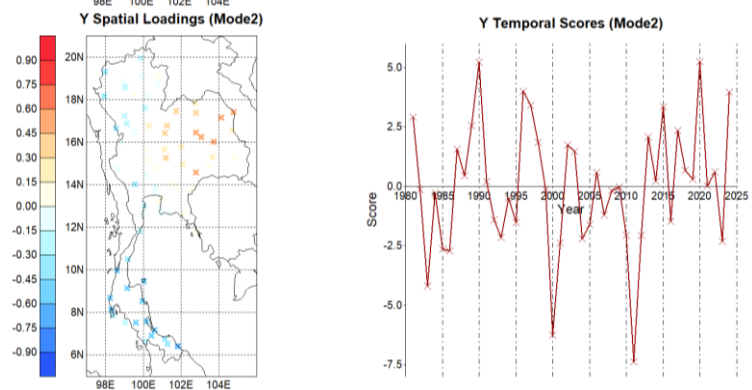 98E 100E 102E 104E
Y Spatial Loadings (Mode2)
0.90
0.75
0.60
0.45
0.30
0.15
0.00
-0.15
-0.30
-0.45
-0.60
-0.75
-0.90
20N
18N
16N
14N
12N
10N
8N
6N
98E 100E 102E 104E
Y Temporal Scores (Mode2)
Score
5.0
2.5
0.0
-2.5
-5.0
-7.5
1980 1985 1990 1995 2000 2005 2010 2015 2020 2025
Year